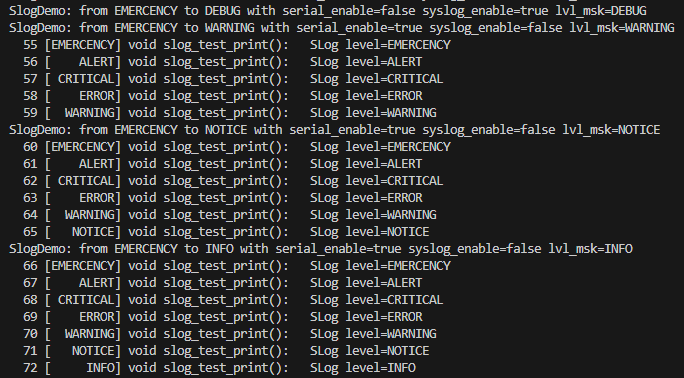 SlogDemo: from EMERCENCY to DEBUG with serial_enable=false syslog_enable=true lvl_msk=DEBUG
SlogDemo: from EMERCENCY to WARNING with serial_enable=true syslog_enable=false lvl_msk=WARNING
55 [EMERCENCY] void slog_test_print():   SLog level=EMERCENCY
56 [    ALERT] void slog_test_print():   SLog level=ALERT
57 [ CRITICAL] void slog_test_print():   SLog level=CRITICAL
58 [    ERROR] void slog_test_print():   SLog level=ERROR
59 [  WARNING] void slog_test_print():   SLog level=WARNING
SlogDemo: from EMERCENCY to NOTICE with serial_enable=true syslog_enable=false lvl_msk=NOTICE
60 [EMERCENCY] void slog_test_print():   SLog level=EMERCENCY
61 [    ALERT] void slog_test_print():   SLog level=ALERT
62 [ CRITICAL] void slog_test_print():   SLog level=CRITICAL
63 [    ERROR] void slog_test_print():   SLog level=ERROR
64 [  WARNING] void slog_test_print():   SLog level=WARNING
65 [   NOTICE] void slog_test_print():   SLog level=NOTICE
SlogDemo: from EMERCENCY to INFO with serial_enable=true syslog_enable=false lvl_msk=INFO
66 [EMERCENCY] void slog_test_print():   SLog level=EMERCENCY
67 [    ALERT] void slog_test_print():   SLog level=ALERT
68 [ CRITICAL] void slog_test_print():   SLog level=CRITICAL
69 [    ERROR] void slog_test_print():   SLog level=ERROR
70 [  WARNING] void slog_test_print():   SLog level=WARNING
71 [   NOTICE] void slog_test_print():   SLog level=NOTICE
72 [     INFO] void slog_test_print():   SLog level=INFO